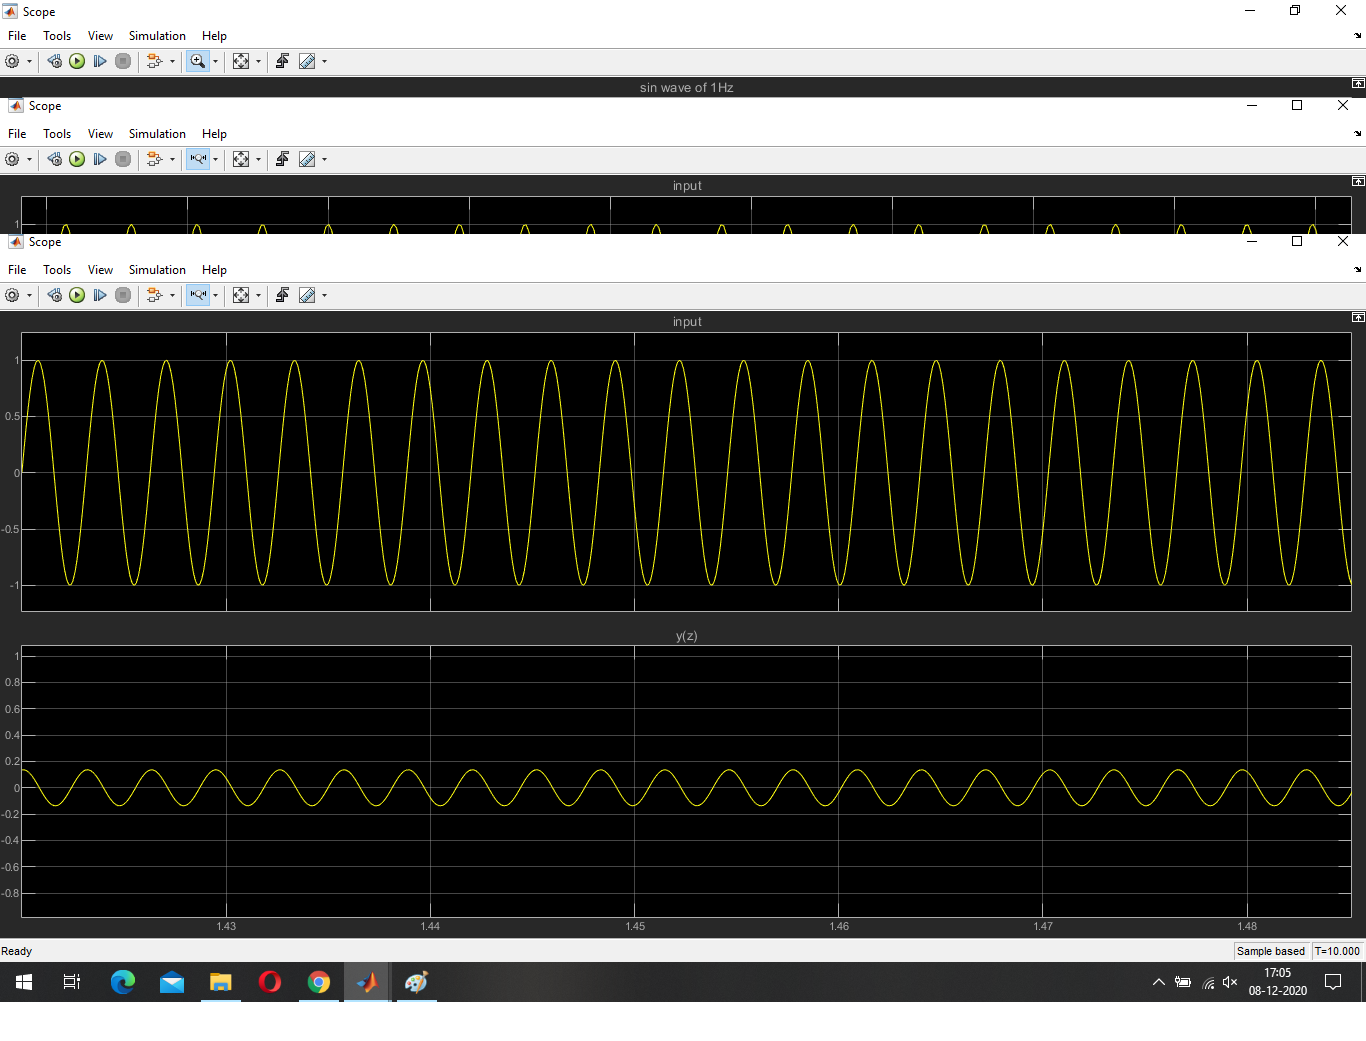 Scope
File Tools View Simulation Help
sin wave of 1Hz
Scope
File Tools View Simulation Help
input
1
Scope
File Tools View Simulation Help
input
1
0.5
0
-0.5
-1
y(z)
1
0.8
0.6
0.4
0.2
0
-0.2
-0.4
-0.6
-0.8
1.43 1.44 1.45 1.46 1.47 1.48
Ready Sample based T=10.000
17:05
08-12-2020